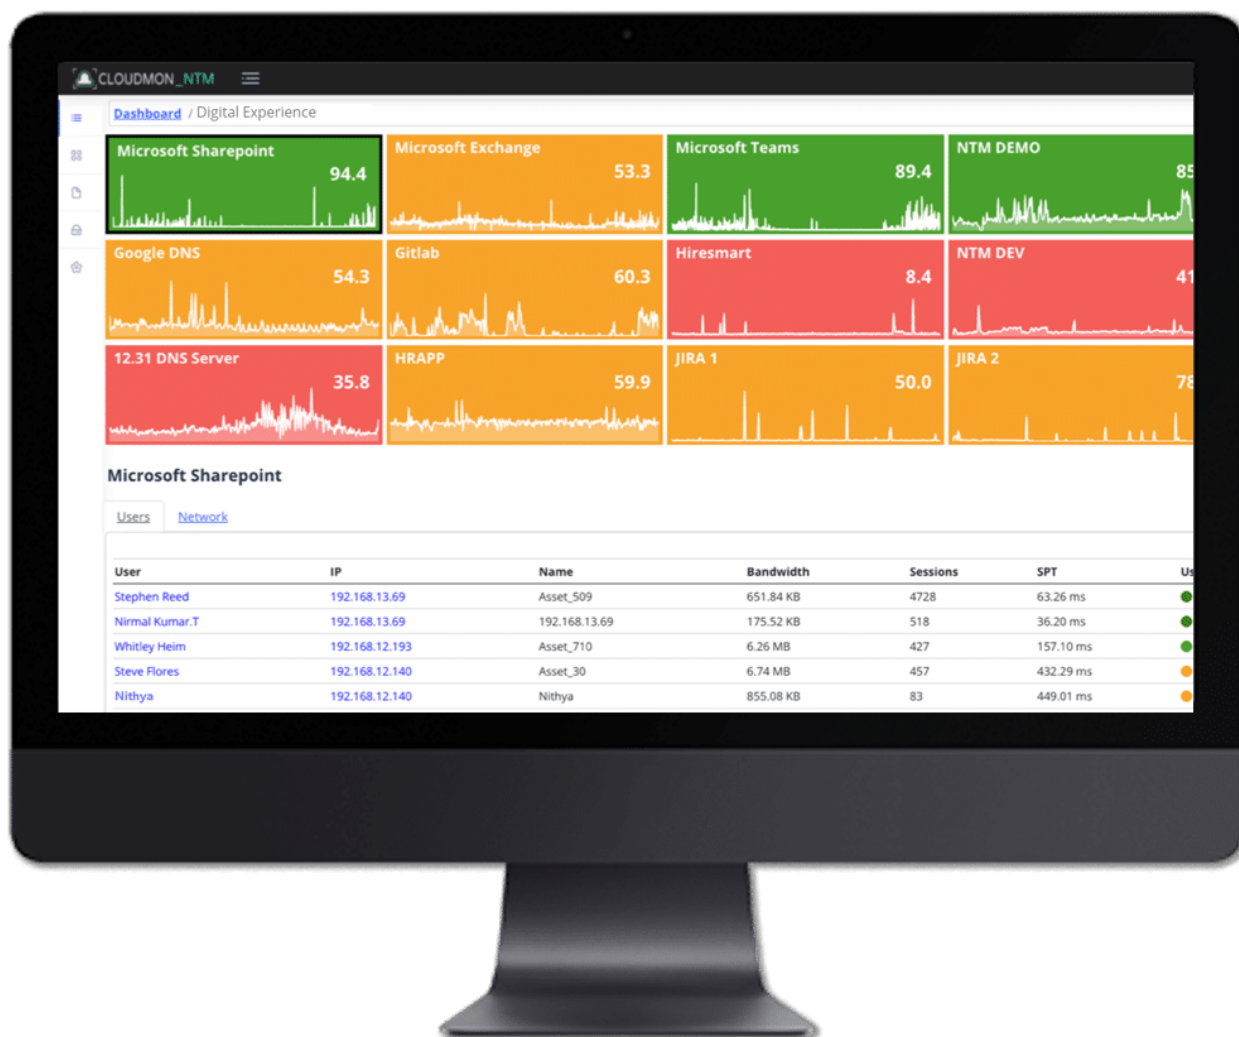 CLOUDMON_NTM
Dashboard / Digital Experience
Microsoft Sharepoint
94.4
Microsoft Exchange
53.3
Microsoft Teams
89.4
NTM DEMO
85
Google DNS
54.3
Gitlab
60.3
Hiresmart
8.4
NTM DEV
41
12.31 DNS Server
35.8
HRAPP
59.9
JIRA 1
50.0
JIRA 2
78
Microsoft Sharepoint
Users Network
User IP Name Bandwidth Sessions SPT Us
Stephen Reed 192.168.13.69 Asset_509 651.84 KB 4728 63.26 ms
Nirmal Kumar.T 192.168.13.69 192.168.13.69 175.52 KB 518 36.20 ms
Whitley Heim 192.168.12.193 Asset_710 6.26 MB 427 157.10 ms
Steve Flores 192.168.12.140 Asset_30 6.74 MB 457 432.29 ms
Nithya 192.168.12.140 Nithya 855.08 KB 83 449.01 ms